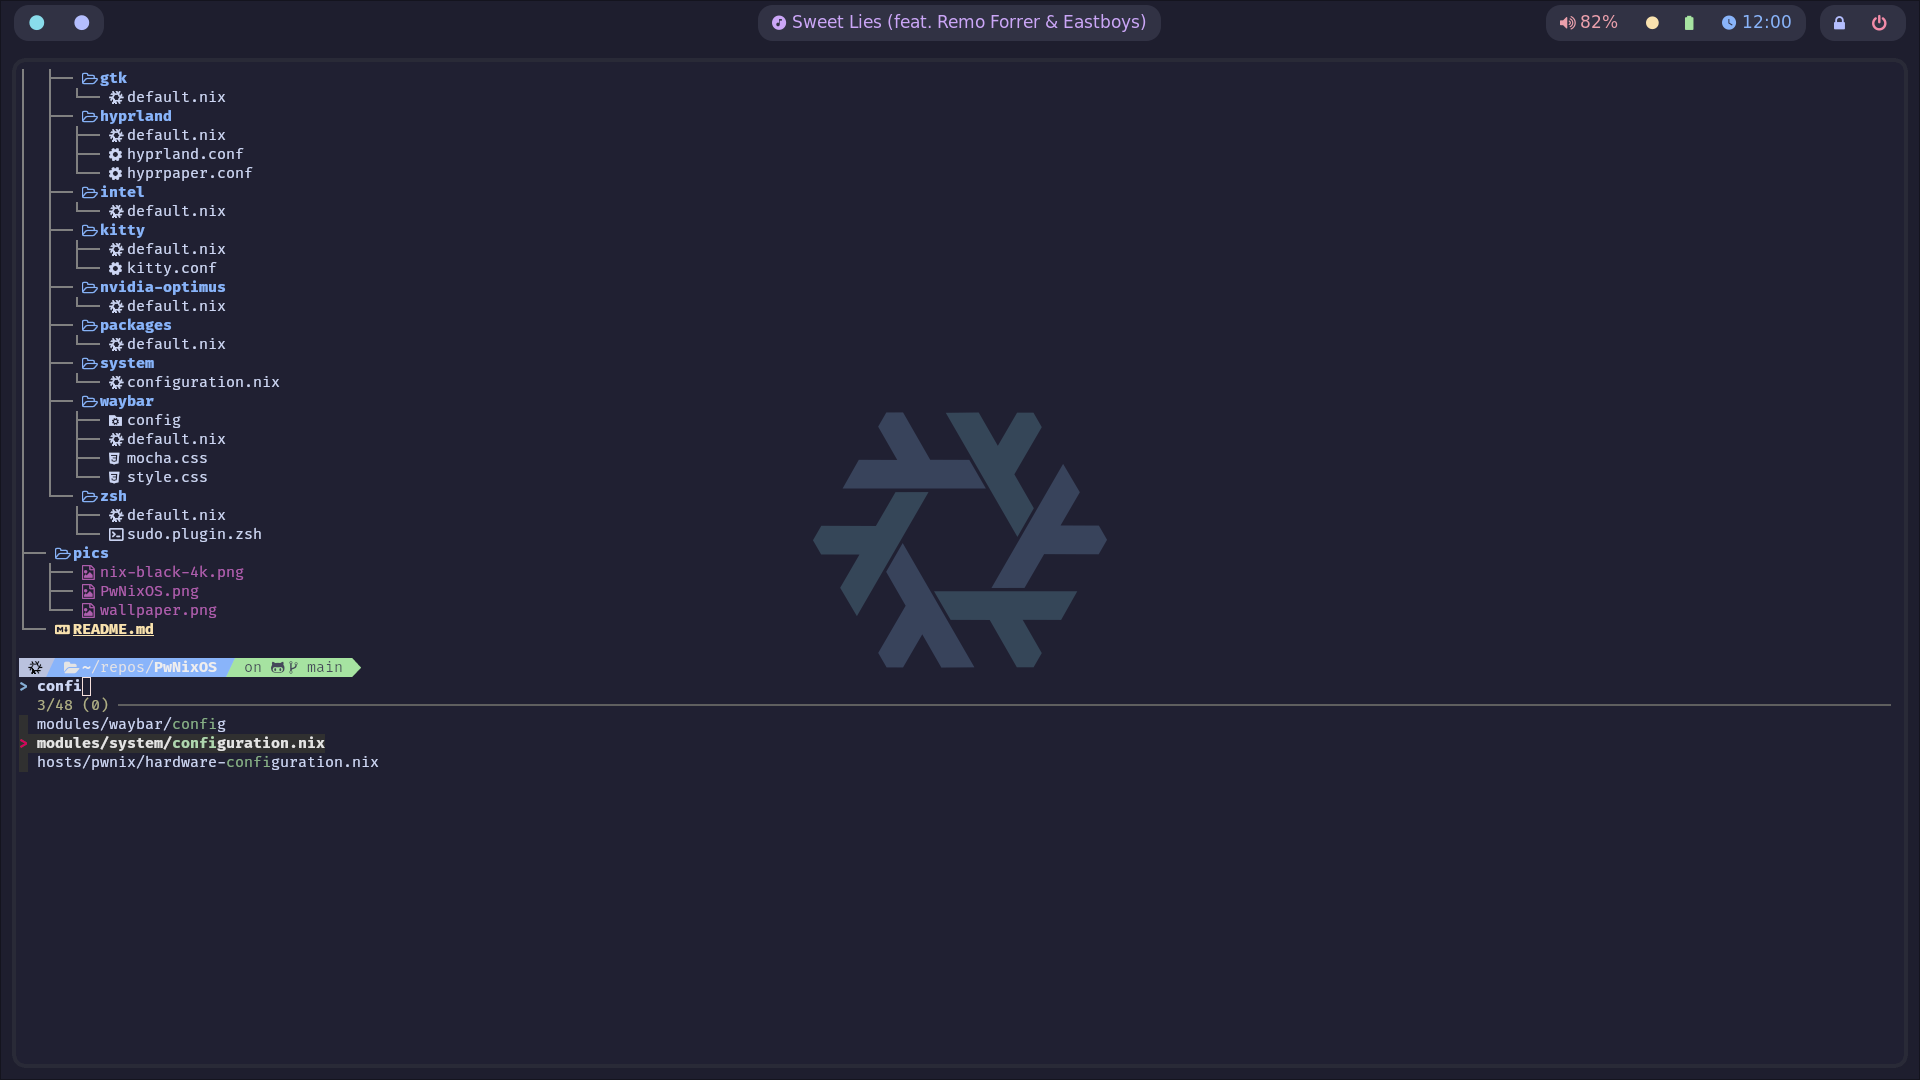 Sweet Lies (feat. Remo Forrer & Eastboys)
82%
12:00
gtk
default.nix
hyprland
default.nix
hyprland.conf
hyprpaper.conf
intel
default.nix
kitty
default.nix
kitty.conf
nvidia-optimus
default.nix
packages
default.nix
system
configuration.nix
waybar
config
default.nix
mocha.css
style.css
zsh
default.nix
sudo.plugin.zsh
pics
nix-black-4k.png
PwNixOS.png
wallpaper.png
README.md
~/repos/PwNixOS on main
> confi
3/48 (0)
modules/waybar/config
> modules/system/configuration.nix
hosts/pwnix/hardware-configuration.nix